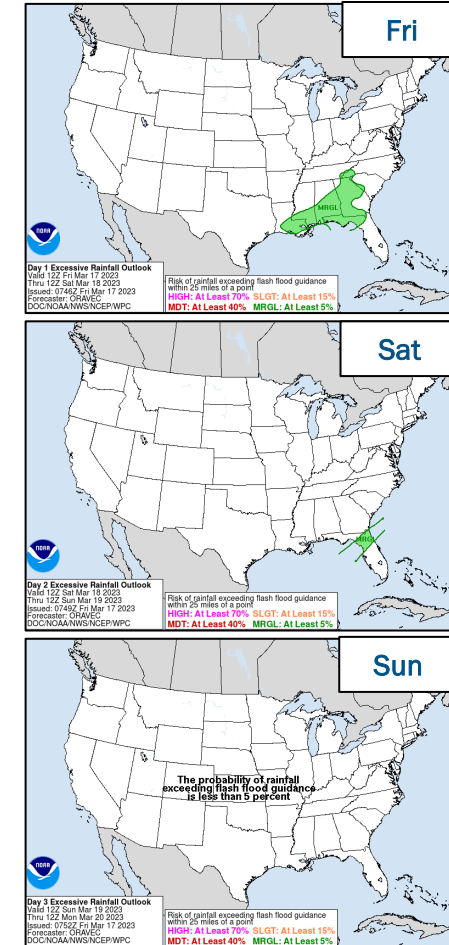 Fri
MRGL
NOAA
Day 1 Excessive Rainfall Outlook
Valid 12Z Fri Mar 17 2023
Thru 12Z Sat Mar 18 2023
Issued: 0746Z Fri Mar 17 2023
Forecaster: ORAVEC
DOC/NOAA/NWS/NCEP/WPC
Risk of rainfall exceeding flash flood guidance
within 25 miles of a point
HIGH: At Least 70% SLGT: At Least 15%
MDT: At Least 40% MRGL: At Least 5%
Sat
MRGL
NOAA
Day 2 Excessive Rainfall Outlook
Valid 12Z Sat Mar 18 2023
Thru 12Z Sun Mar 19 2023
Issued: 0749Z Fri Mar 17 2023
Forecaster: ORAVEC
DOC/NOAA/NWS/NCEP/WPC
Risk of rainfall exceeding flash flood guidance
within 25 miles of a point
HIGH: At Least 70% SLGT: At Least 15%
MDT: At Least 40% MRGL: At Least 5%
Sun
The probability of rainfall
exceeding flash flood guidance
is less than 5 percent
NOAA
Day 3 Excessive Rainfall Outlook
Valid 12Z Sun Mar 19 2023
Thru 12Z Mon Mar 20 2023
Issued: 0752Z Fri Mar 17 2023
Forecaster: ORAVEC
DOC/NOAA/NWS/NCEP/WPC
Risk of rainfall exceeding flash flood guidance
within 25 miles of a point
HIGH: At Least 70% SLGT: At Least 15%
MDT: At Least 40% MRGL: At Least 5%